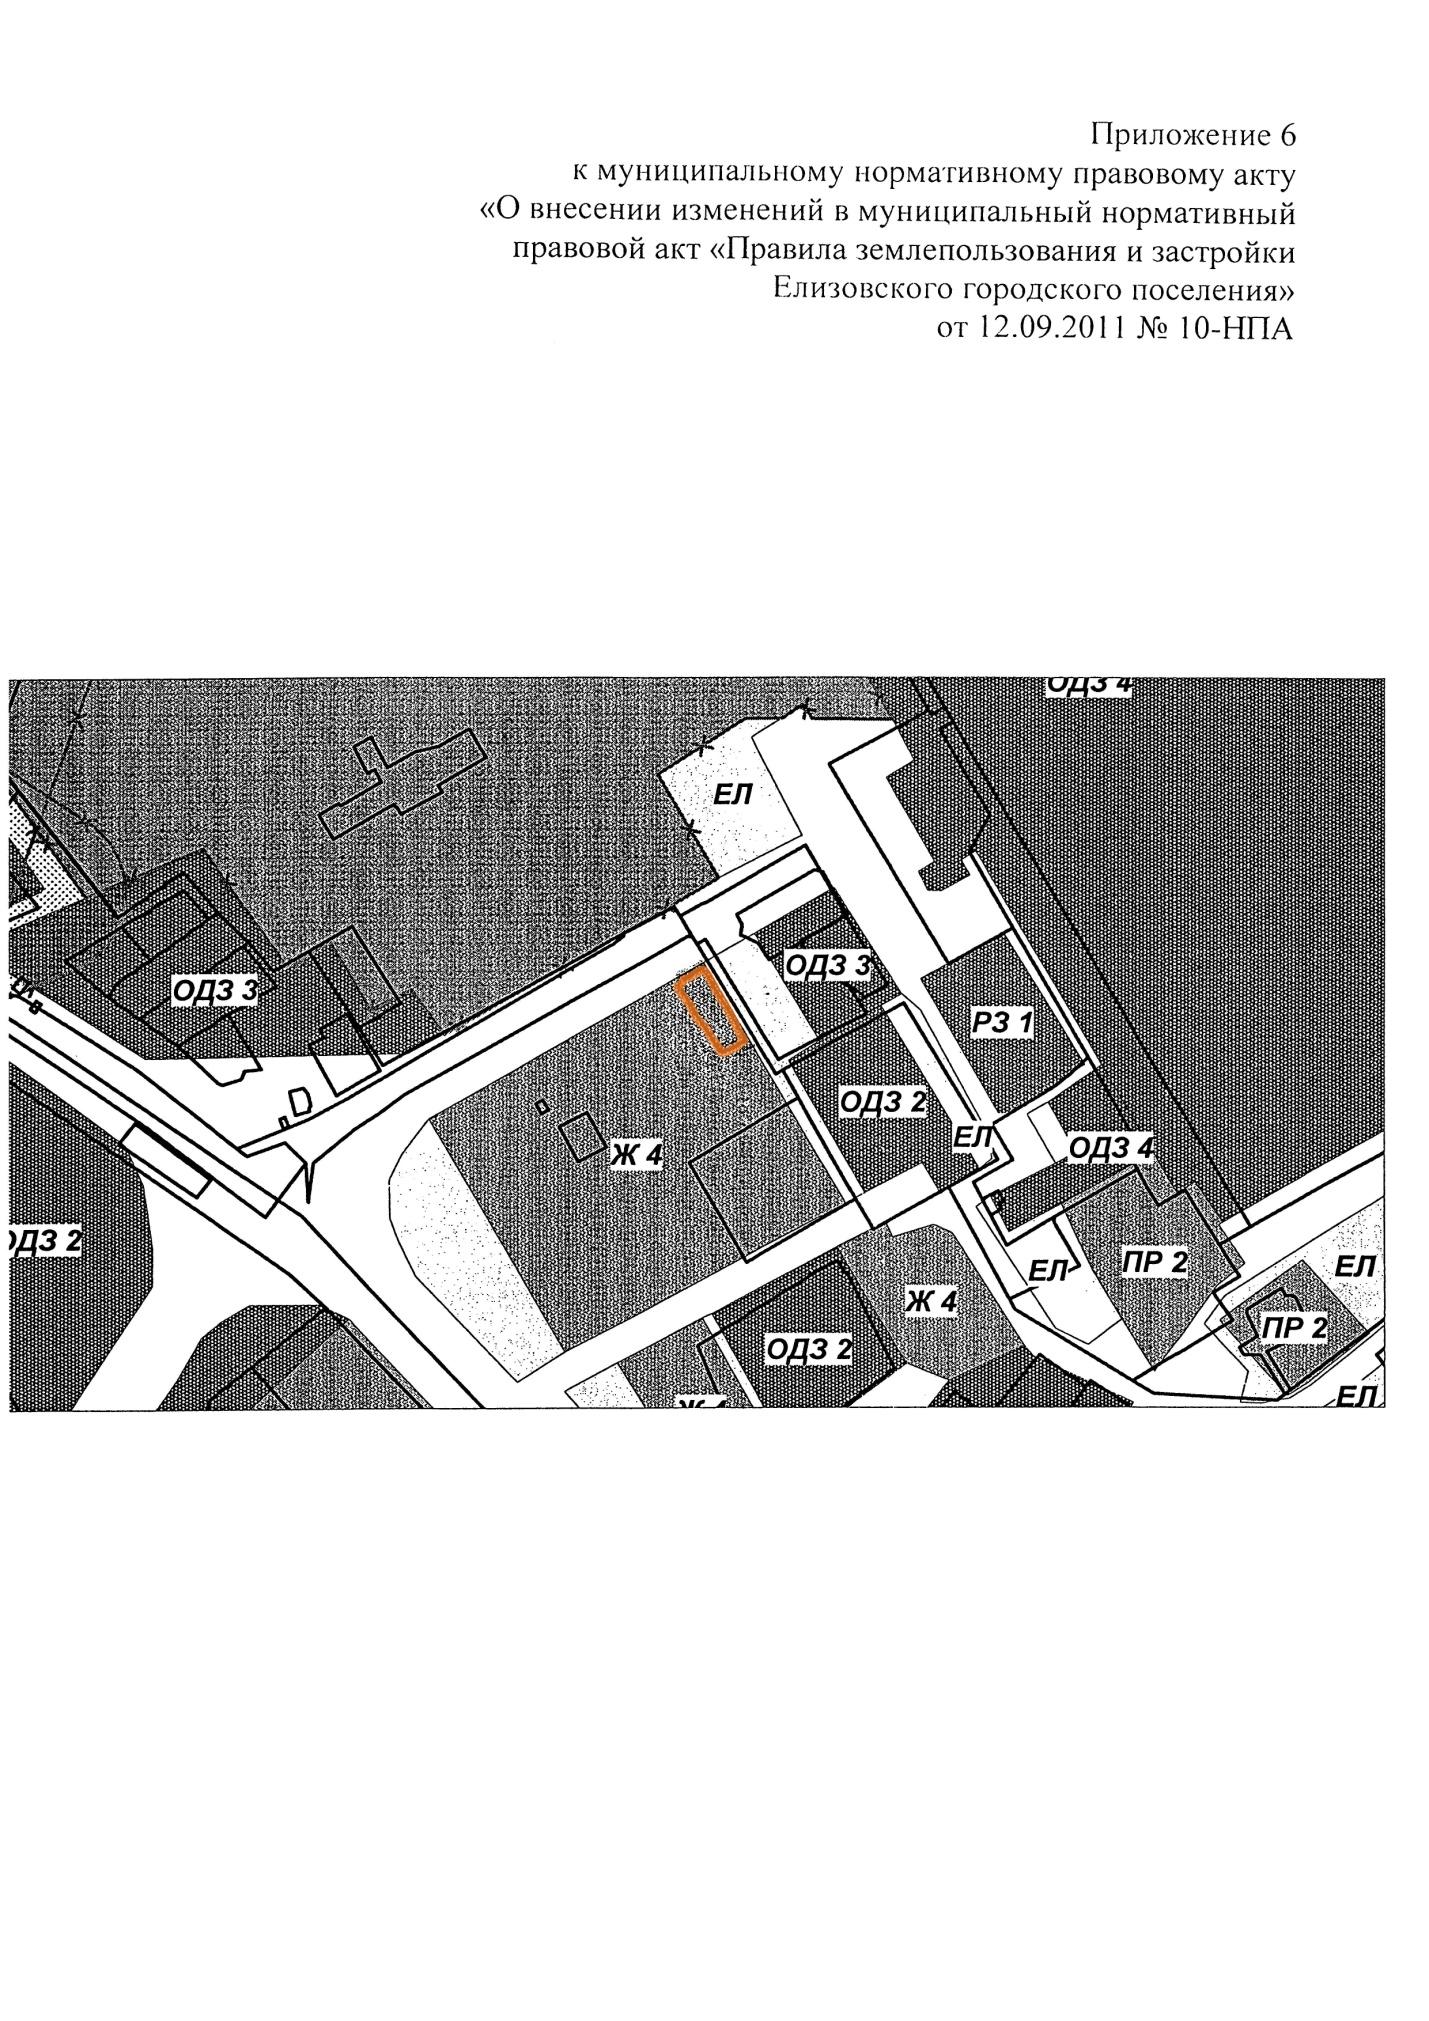 Приложение 6
к муниципальному нормативному правовому акту
«О внесении изменений в муниципальный нормативный
правовой акт «Правила землепользования и застройки
Елизовского городского поселения»
от 12.09.2011 № 10-НПА
ОДЗ 4
ЕЛ
ОДЗ 3
ОДЗ 3
РЗ 1
ОДЗ 2
ЕЛ
ОДЗ 4
Ж 4
ОДЗ 2
ПР 2
ЕЛ
ЕЛ
Ж 4
ПР 2
ОДЗ 2
ЕЛ
Ж 4